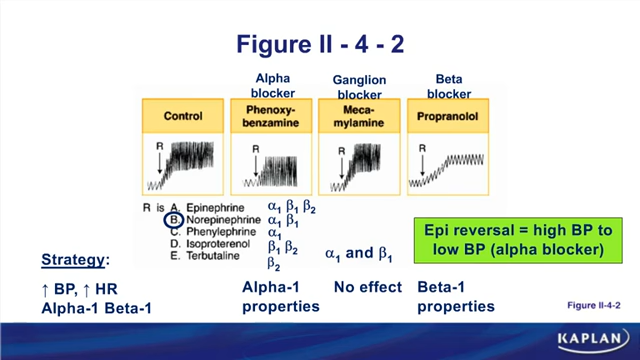 Figure II - 4 - 2
Alpha
blocker
Ganglion
blocker
Beta
blocker
Control
Phenoxy-
benzamine
Meca-
mylamine
Propranolol
R
R
R
R
R is A. Epinephrine α₁ β₁ β₂
B. Norepinephrine α₁ β₁
C. Phenylephrine α₁
D. Isoproterenol β₁ β₂
E. Terbutaline β₂
α₁ and β₁
Epi reversal = high BP to
low BP (alpha blocker)
Strategy:
↑ BP, ↑ HR
Alpha-1 Beta-1
Alpha-1
properties
No effect
Beta-1
properties
Figure II-4-2
KAPLAN